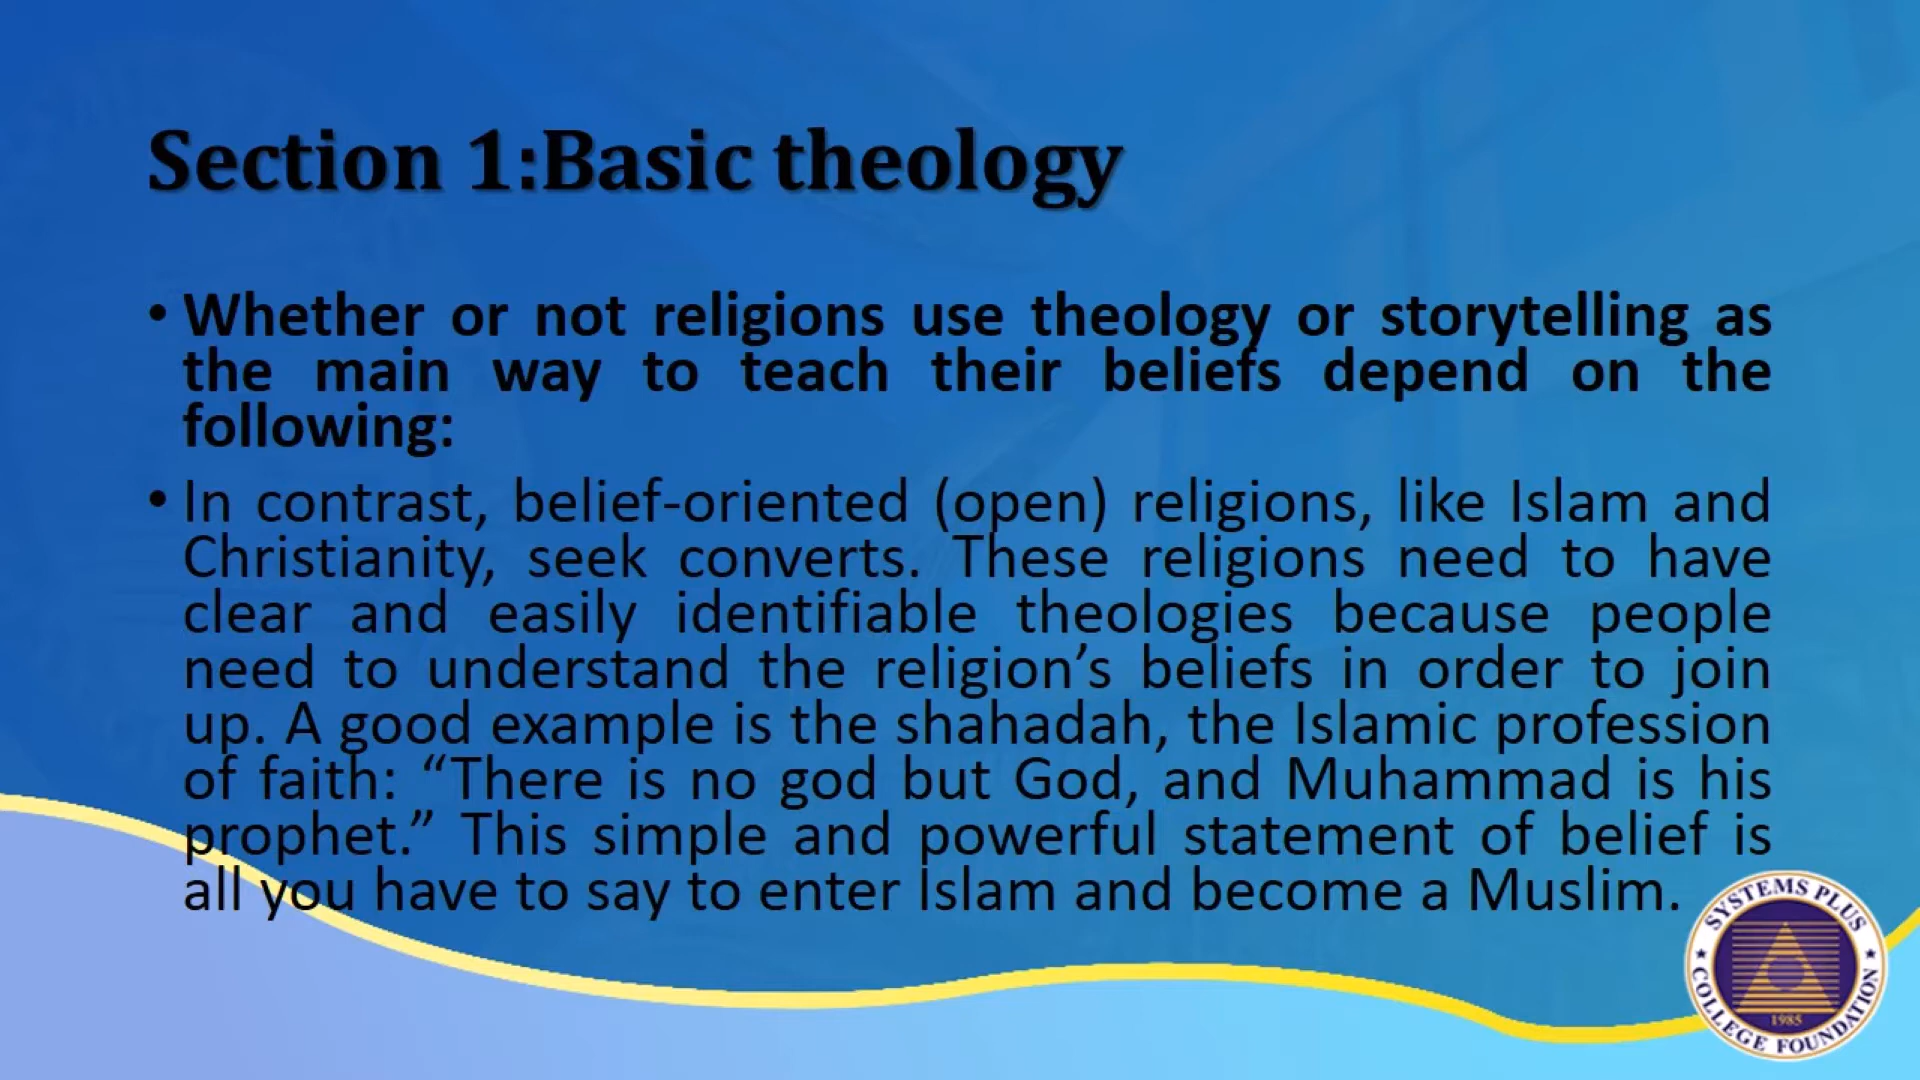 Section 1:Basic theology
• Whether or not religions use theology or storytelling as
the main way to teach their beliefs depend on the
following:
• In contrast, belief-oriented (open) religions, like Islam and
Christianity, seek converts. These religions need to have
clear and easily identifiable theologies because people
need to understand the religion’s beliefs in order to join
up. A good example is the shahadah, the Islamic profession
of faith: “There is no god but God, and Muhammad is his
prophet.” This simple and powerful statement of belief is
all you have to say to enter Islam and become a Muslim.
SYSTEMS PLUS
COLLEGE FOUNDATION
1985